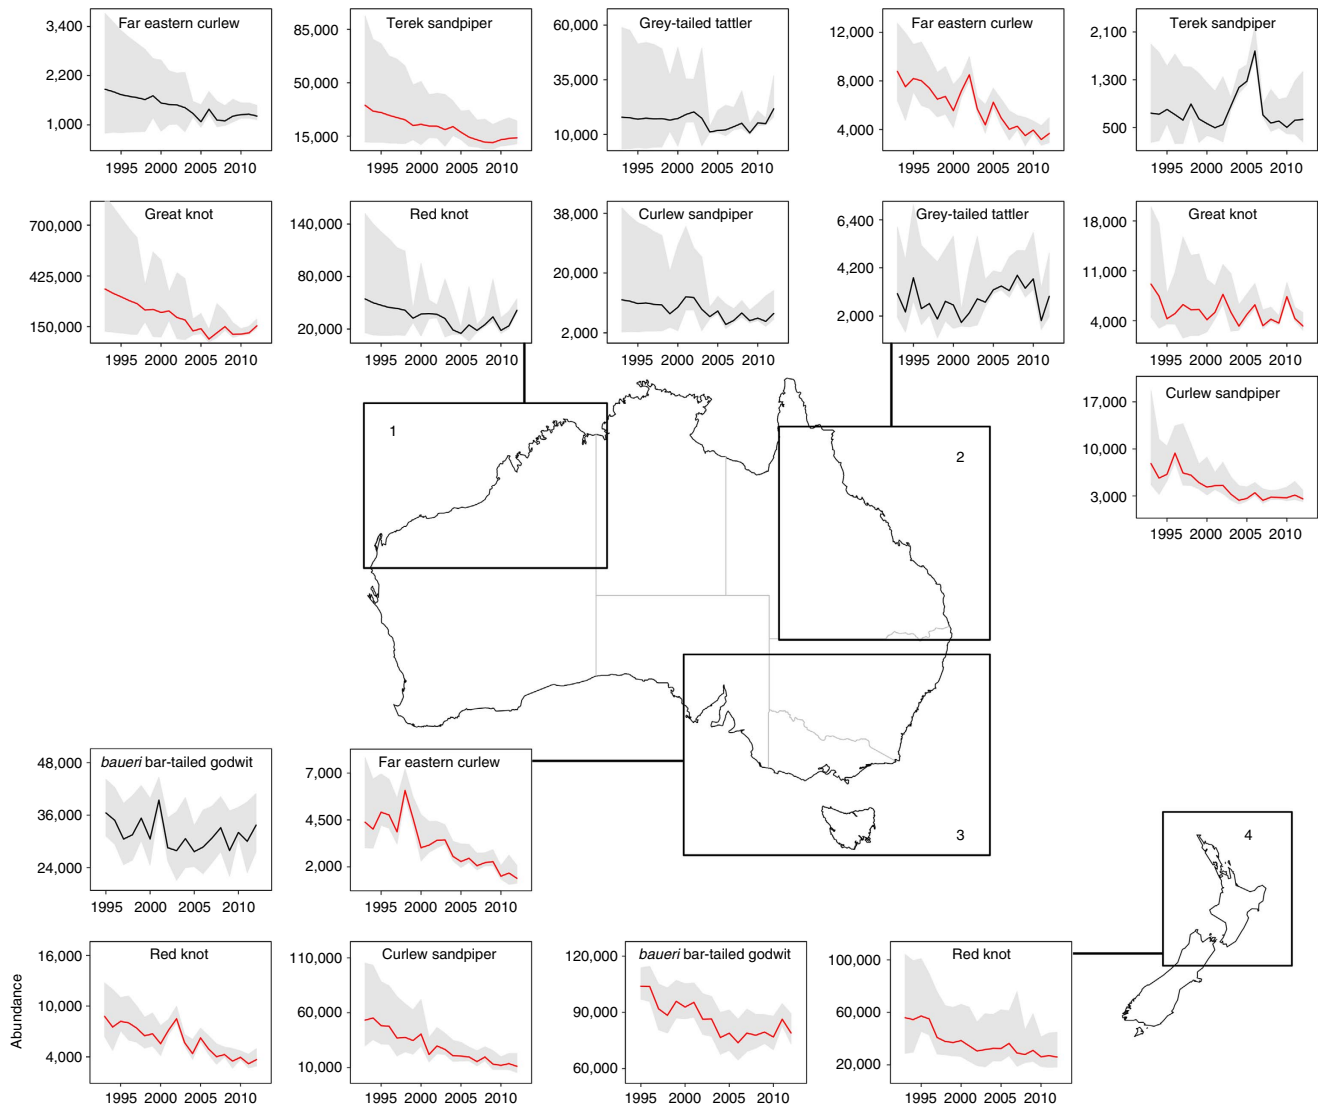 Far eastern curlew
3,400
2,200
1,000
1995 2000 2005 2010
Terek sandpiper
85,000
50,000
15,000
1995 2000 2005 2010
Grey-tailed tattler
60,000
35,000
10,000
1995 2000 2005 2010
Far eastern curlew
12,000
8,000
4,000
1995 2000 2005 2010
Terek sandpiper
2,100
1,300
500
1995 2000 2005 2010
Great knot
700,000
425,000
150,000
1995 2000 2005 2010
Red knot
140,000
80,000
20,000
1995 2000 2005 2010
Curlew sandpiper
38,000
20,000
2,000
1995 2000 2005 2010
Grey-tailed tattler
6,400
4,200
2,000
1995 2000 2005 2010
Great knot
18,000
11,000
4,000
1995 2000 2005 2010
Curlew sandpiper
17,000
10,000
3,000
1995 2000 2005 2010
1
2
3
4
baueri bar-tailed godwit
48,000
36,000
24,000
1995 2000 2005 2010
Far eastern curlew
7,000
4,500
2,000
1995 2000 2005 2010
Abundance
Red knot
16,000
10,000
4,000
1995 2000 2005 2010
Curlew sandpiper
110,000
60,000
10,000
1995 2000 2005 2010
baueri bar-tailed godwit
120,000
90,000
60,000
1995 2000 2005 2010
Red knot
100,000
60,000
20,000
1995 2000 2005 2010